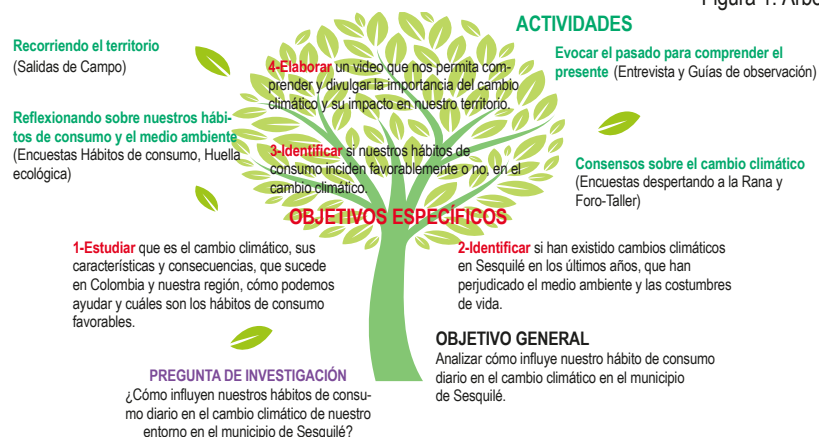 Figura 1. Árbo
ACTIVIDADES
Recorriendo el territorio
(Salidas de Campo)
Evocar el pasado para comprender el
presente (Entrevista y Guías de observación)
4-Elaborar un video que nos permita com-
prender y divulgar la importancia del cambio
climático y su impacto en nuestro territorio.
Reflexionando sobre nuestros hábi-
tos de consumo y el medio ambiente
(Encuestas Hábitos de consumo, Huella
ecológica)
3-Identificar si nuestros hábitos de
consumo inciden favorablemente o no, en el
cambio climático.
Consensos sobre el cambio climático
(Encuestas despertando a la Rana y
Foro-Taller)
OBJETIVOS ESPECÍFICOS
1-Estudiar que es el cambio climático, sus
características y consecuencias, que sucede
en Colombia y nuestra región, cómo podemos
ayudar y cuáles son los hábitos de consumo
favorables.
2-Identificar si han existido cambios climáticos
en Sesquilé en los últimos años, que han
perjudicado el medio ambiente y las costumbres
de vida.
OBJETIVO GENERAL
Analizar cómo influye nuestro hábito de consumo
diario en el cambio climático en el municipio
de Sesquilé.
PREGUNTA DE INVESTIGACIÓN
¿Cómo influyen nuestros hábitos de consu-
mo diario en el cambio climático de nuestro
entorno en el municipio de Sesquilé?